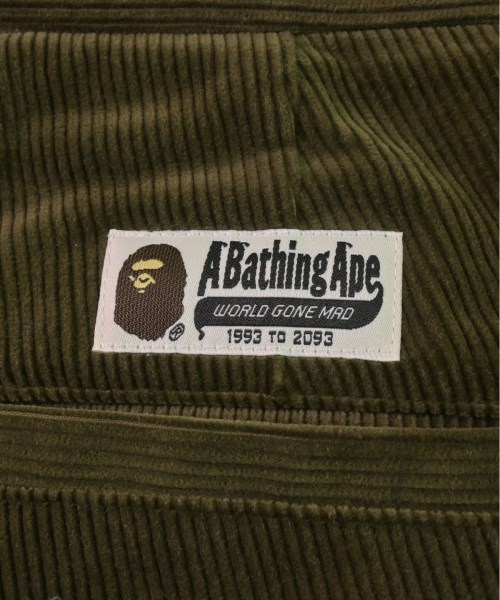 A Bathing Ape
WORLD GONE MAD
1993 TO 2093
®